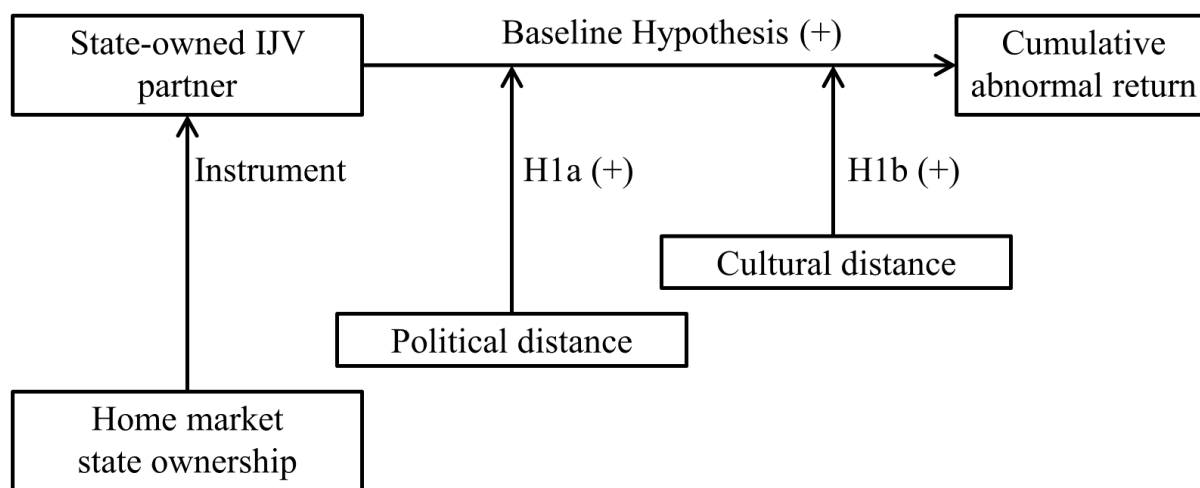 State-owned IJV
partner
Baseline Hypothesis (+)
Cumulative
abnormal return
Instrument
H1a (+)
H1b (+)
Cultural distance
Political distance
Home market
state ownership